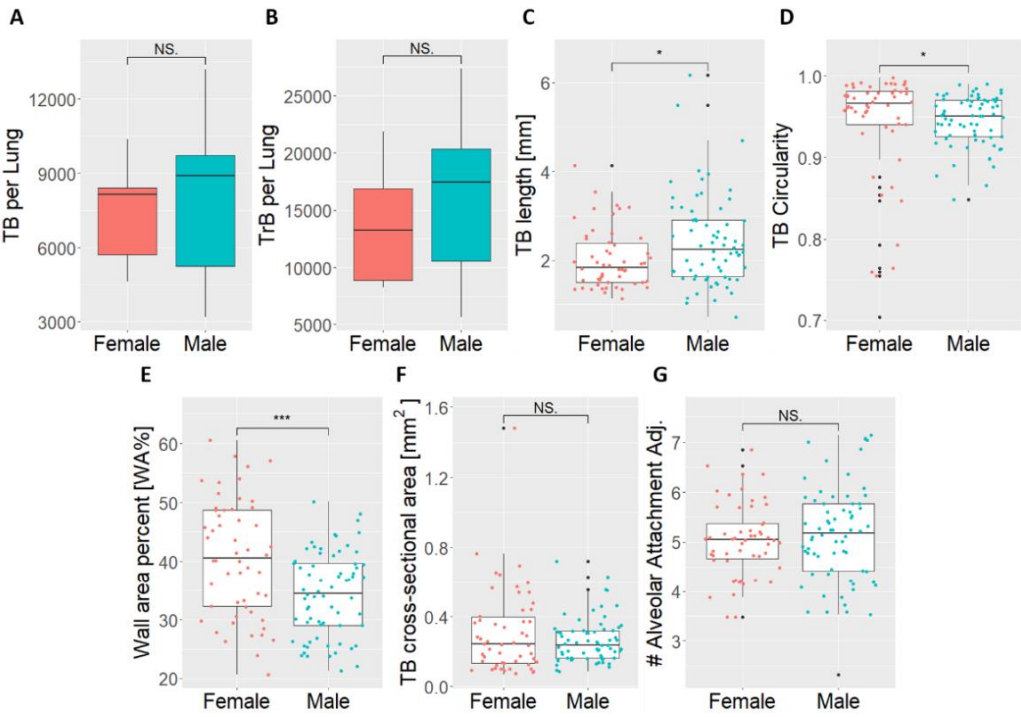 A
NS.
TB per Lung
12000
9000
6000
3000
Female Male
B
NS.
TrB per Lung
25000
20000
15000
10000
5000
Female Male
C
*
TB length [mm]
6
4
2
Female Male
D
*
TB Circularity
1.0
0.9
0.8
0.7
Female Male
E
***
Wall area percent [WA%]
60
50
40
30
20
Female Male
F
NS.
TB cross-sectional area [mm²]
1.6
1.2
0.8
0.4
0.0
Female Male
G
NS.
# Alveolar Attachment Adj.
7
6
5
4
3
Female Male